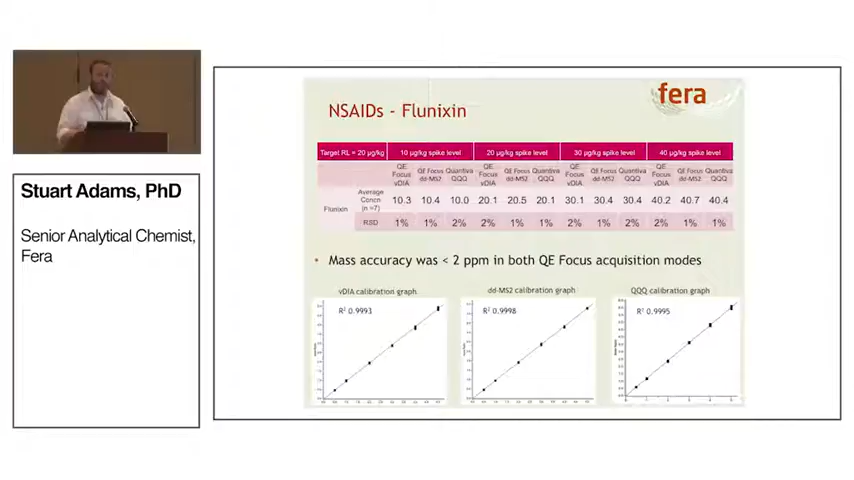 fera
NSAIDs - Flunixin
Target RL = 20 µg/kg 10 µg/kg spike level 20 µg/kg spike level 30 µg/kg spike level 40 µg/kg spike level
QE Focus vDIA QE Focus dd-MS2 Quantiva QQQ QE Focus vDIA QE Focus dd-MS2 Quantiva QQQ QE Focus vDIA QE Focus dd-MS2 Quantiva QQQ QE Focus vDIA QE Focus dd-MS2 Quantiva QQQ
Flunixin Average Concn (n =7) 10.3 10.4 10.0 20.1 20.5 20.1 30.1 30.4 30.4 40.2 40.7 40.4
RSD 1% 1% 2% 2% 1% 1% 2% 1% 2% 2% 1% 1%
Stuart Adams, PhD
Senior Analytical Chemist,
Fera
• Mass accuracy was < 2 ppm in both QE Focus acquisition modes
vDIA calibration graph dd-MS2 calibration graph QQQ calibration graph
R² 0.9993 R² 0.9998 R² 0.9995